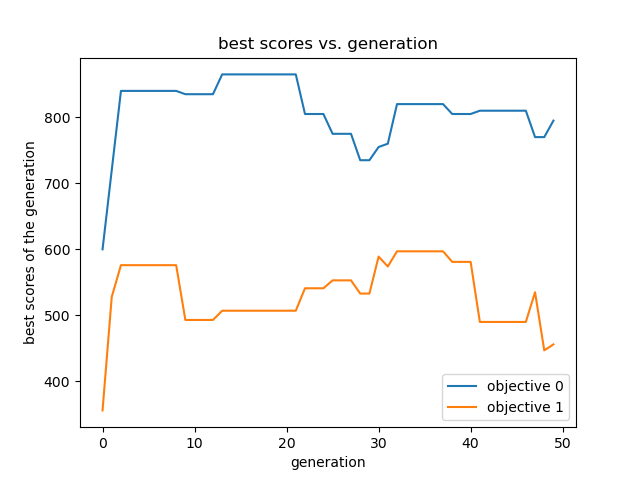 best scores vs. generation
best scores of the generation
800
700
600
500
400
0 10 20 30 40 50
generation
objective 0
objective 1